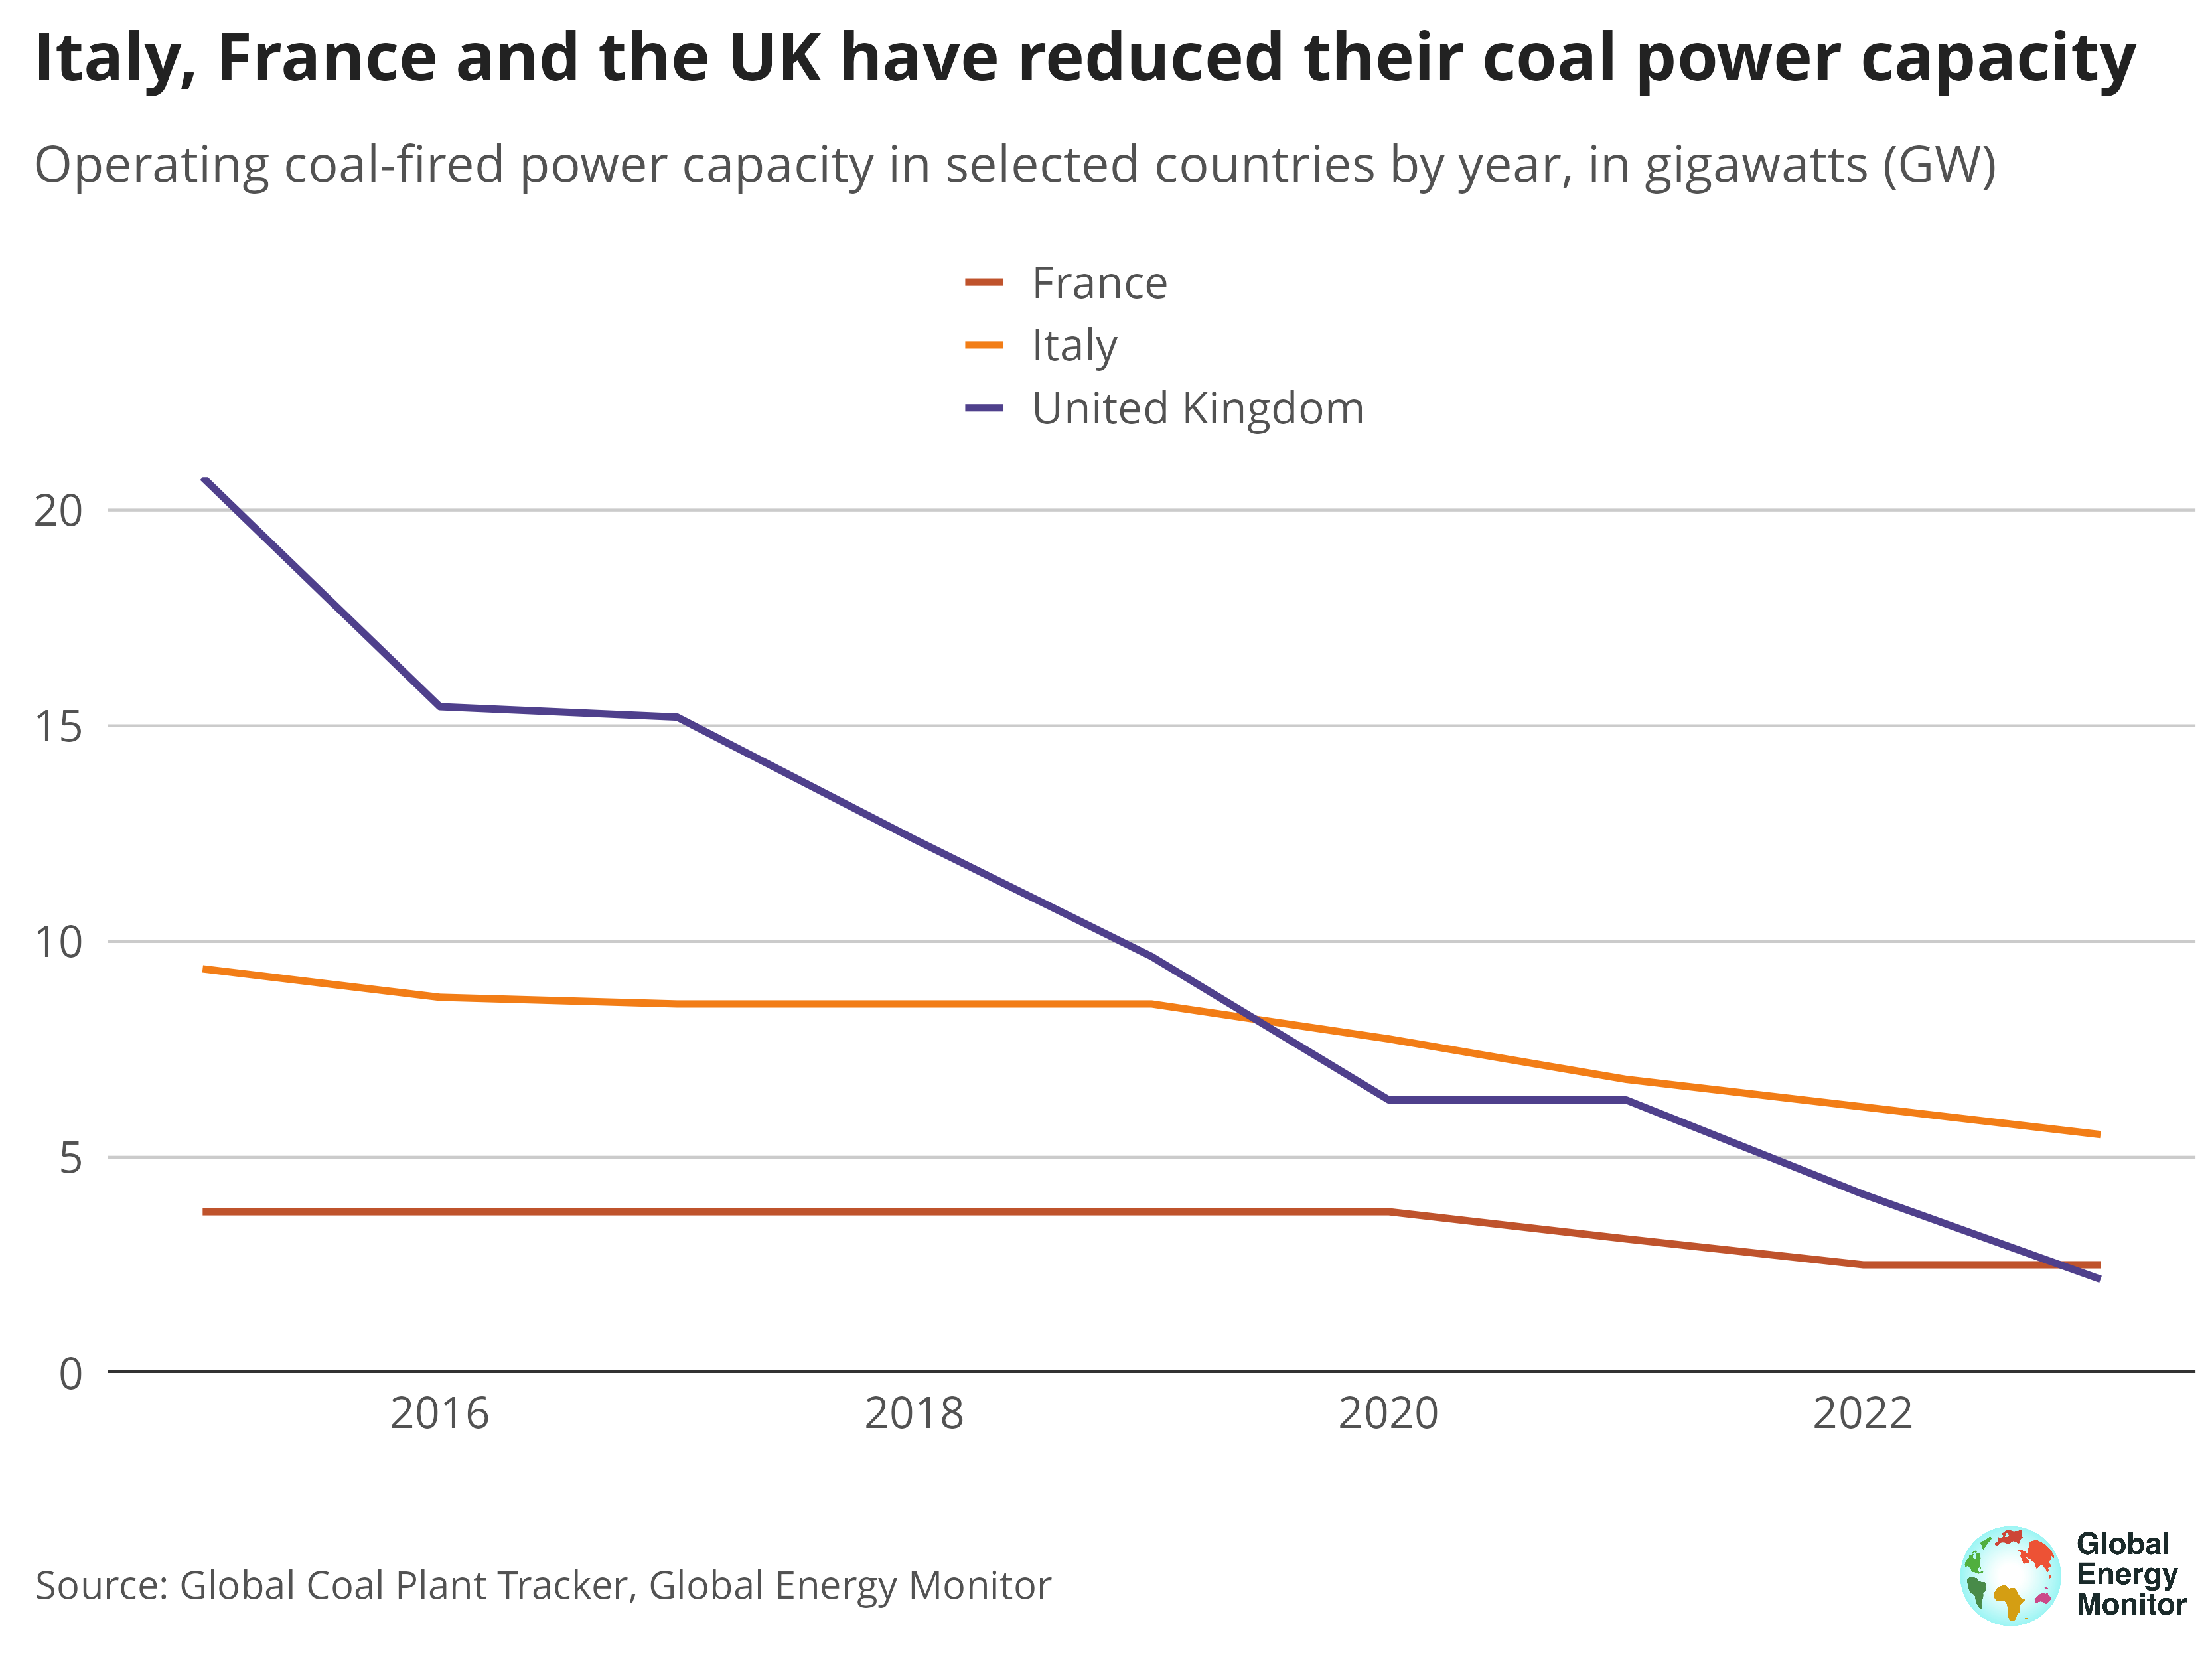 Italy, France and the UK have reduced their coal power capacity
Operating coal-fired power capacity in selected countries by year, in gigawatts (GW)
France
Italy
United Kingdom
20
15
10
5
0
2016 2018 2020 2022
Source: Global Coal Plant Tracker, Global Energy Monitor
Global
Energy
Monitor